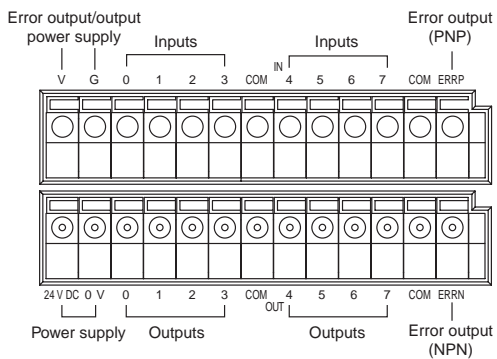 Error output/output
power supply
Inputs
Inputs
Error output
(PNP)
IN
V G 0 1 2 3 COM 4 5 6 7 COM ERRP
24 V DC 0 V 0 1 2 3 COM 4 5 6 7 COM ERRN
OUT
Power supply
Outputs
Outputs
Error output
(NPN)